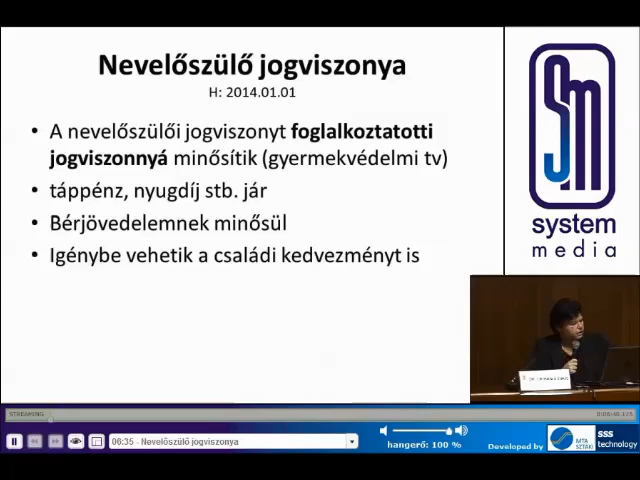 Nevelőszülő jogviszonya
H: 2014.01.01
• A nevelőszülői jogviszonyt foglalkoztatotti
jogviszonnyá minősítik (gyermekvédelmi tv)
• táppénz, nyugdíj stb. jár
• Bérjövedelemnek minősül
• Igénybe vehetik a családi kedvezményt is
sm
system
media
STREAMING
06:35 - Nevelőszülő jogviszonya
hangerő: 100 %
Developed by
MTA
SZTAKI
sss
technology